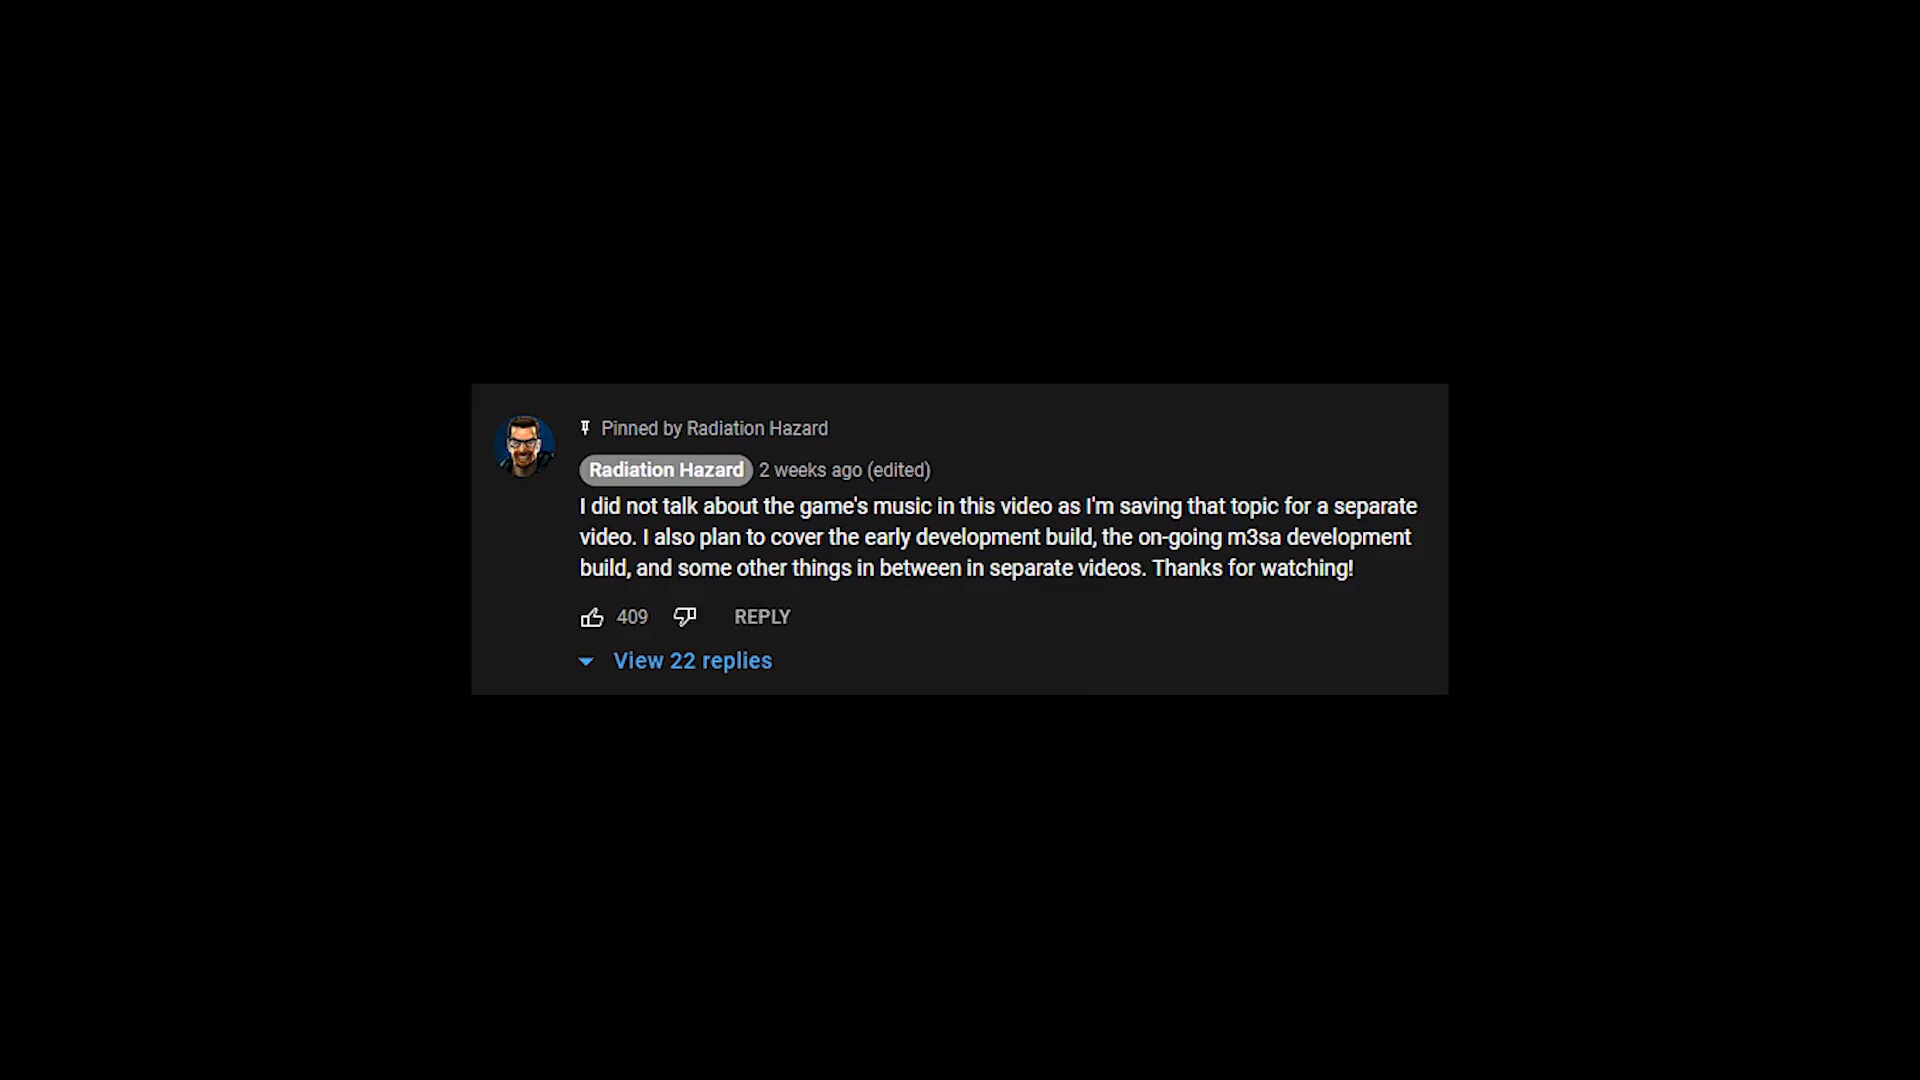 Pinned by Radiation Hazard
Radiation Hazard 2 weeks ago (edited)
I did not talk about the game's music in this video as I'm saving that topic for a separate
video. I also plan to cover the early development build, the on-going m3sa development
build, and some other things in between in separate videos. Thanks for watching!
409 REPLY
View 22 replies